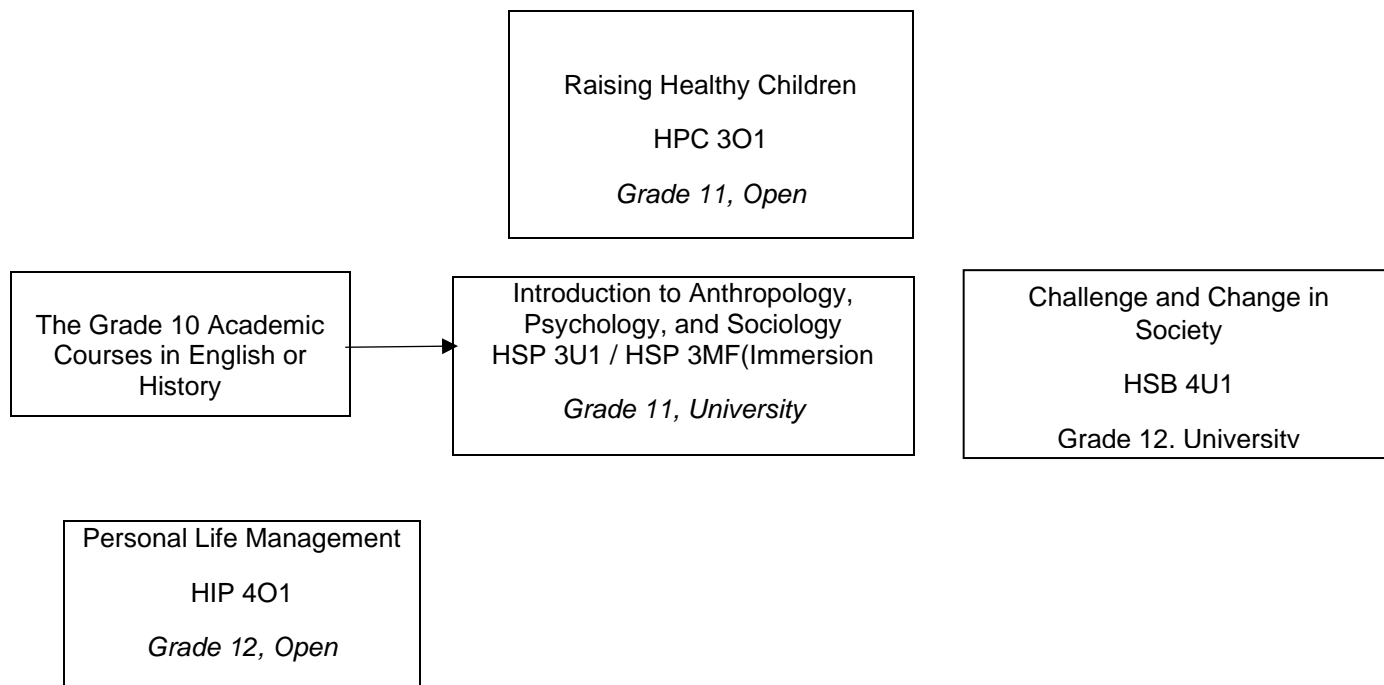 Raising Healthy Children
HPC 3O1
Grade 11, Open
The Grade 10 Academic
Courses in English or
History
Introduction to Anthropology,
Psychology, and Sociology
HSP 3U1 / HSP 3MF(Immersion
Grade 11, University
Challenge and Change in
Society
HSB 4U1
Grade 12. University
Personal Life Management
HIP 4O1
Grade 12, Open